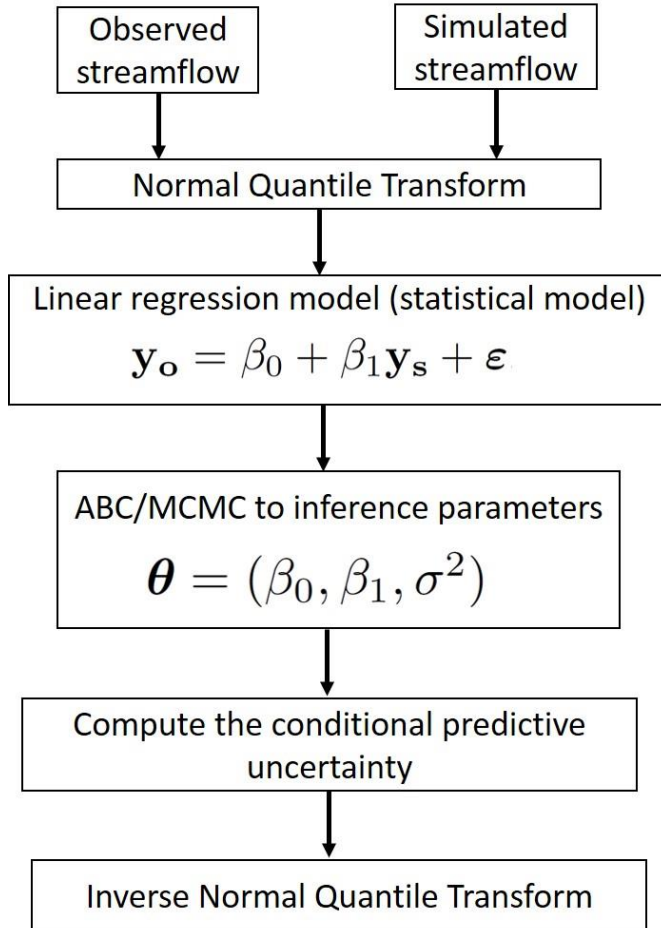 Observed
streamflow
Simulated
streamflow
Normal Quantile Transform
Linear regression model (statistical model)
𝐲ₒ = β₀ + β₁𝐲ₛ + ε
ABC/MCMC to inference parameters
θ = (β₀, β₁, σ²)
Compute the conditional predictive
uncertainty
Inverse Normal Quantile Transform